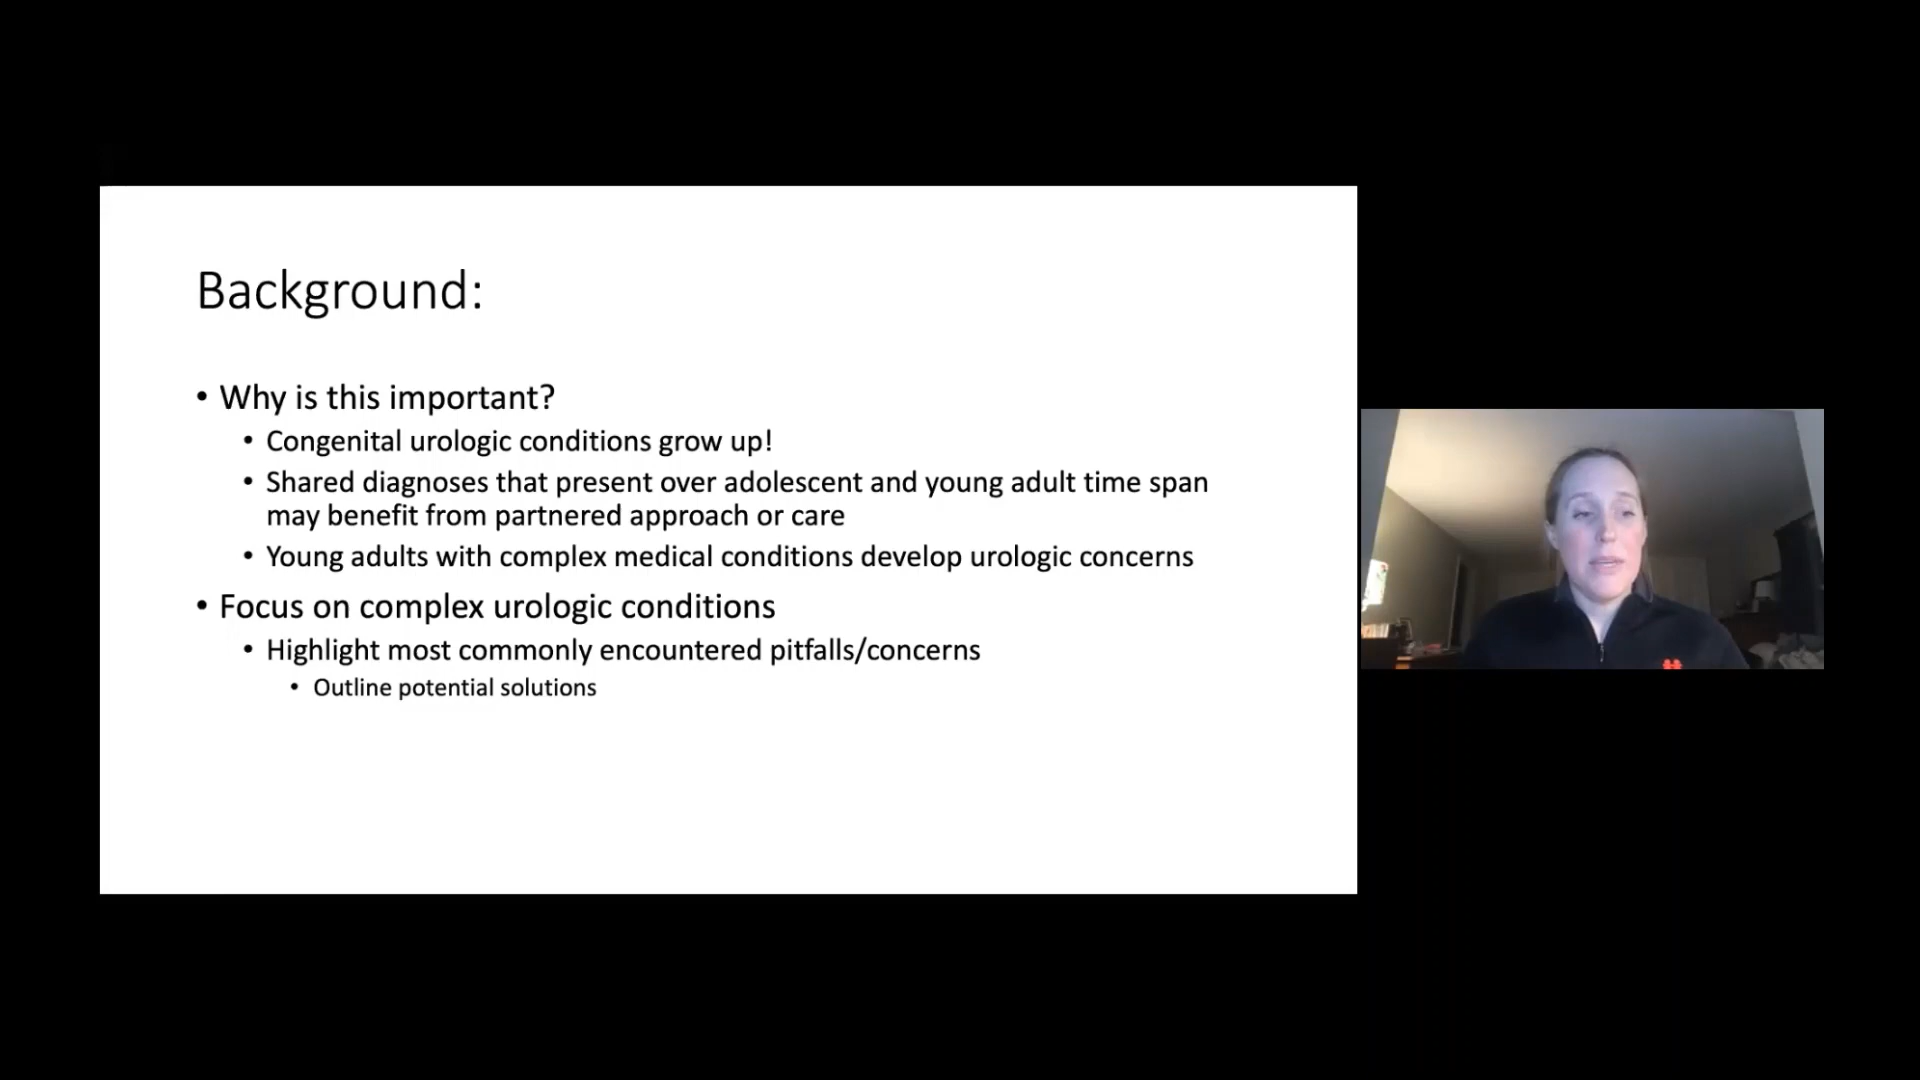 Background:
• Why is this important?
• Congenital urologic conditions grow up!
• Shared diagnoses that present over adolescent and young adult time span
may benefit from partnered approach or care
• Young adults with complex medical conditions develop urologic concerns
• Focus on complex urologic conditions
• Highlight most commonly encountered pitfalls/concerns
• Outline potential solutions